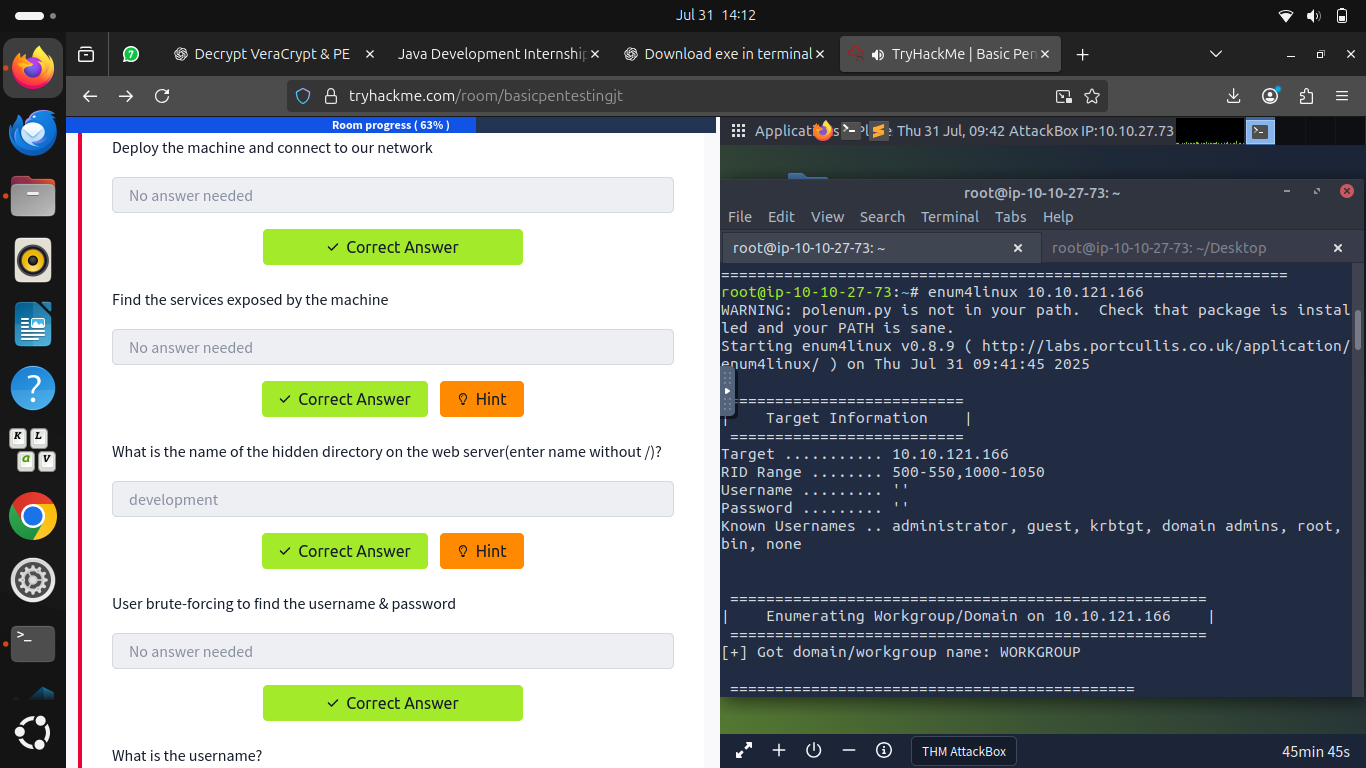 Jul 31 14:12
7
Decrypt VeraCrypt & PE
Java Development Internshi
Download exe in terminal
TryHackMe | Basic Pen
tryhackme.com/room/basicpentestingjt
Room progress ( 63% )
Deploy the machine and connect to our network
No answer needed
Correct Answer
Find the services exposed by the machine
No answer needed
Correct Answer
Hint
What is the name of the hidden directory on the web server(enter name without /)?
development
Correct Answer
Hint
User brute-forcing to find the username & password
No answer needed
Correct Answer
What is the username?
Thu 31 Jul, 09:42 AttackBox IP:10.10.27.73
root@ip-10-10-27-73: ~
File Edit View Search Terminal Tabs Help
root@ip-10-10-27-73: ~
root@ip-10-10-27-73: ~/Desktop
===============================================================
root@ip-10-10-27-73:~# enum4linux 10.10.121.166
WARNING: polenum.py is not in your path.  Check that package is instal
led and your PATH is sane.
Starting enum4linux v0.8.9 ( http://labs.portcullis.co.uk/application/
enum4linux/ ) on Thu Jul 31 09:41:45 2025
==========================
|    Target Information    |
==========================
Target ........... 10.10.121.166
RID Range ........ 500-550,1000-1050
Username ......... ''
Password ......... ''
Known Usernames .. administrator, guest, krbtgt, domain admins, root,
bin, none
=====================================================
|    Enumerating Workgroup/Domain on 10.10.121.166    |
=====================================================
[+] Got domain/workgroup name: WORKGROUP
=============================================
THM AttackBox
45min 45s
K L
a V
>_